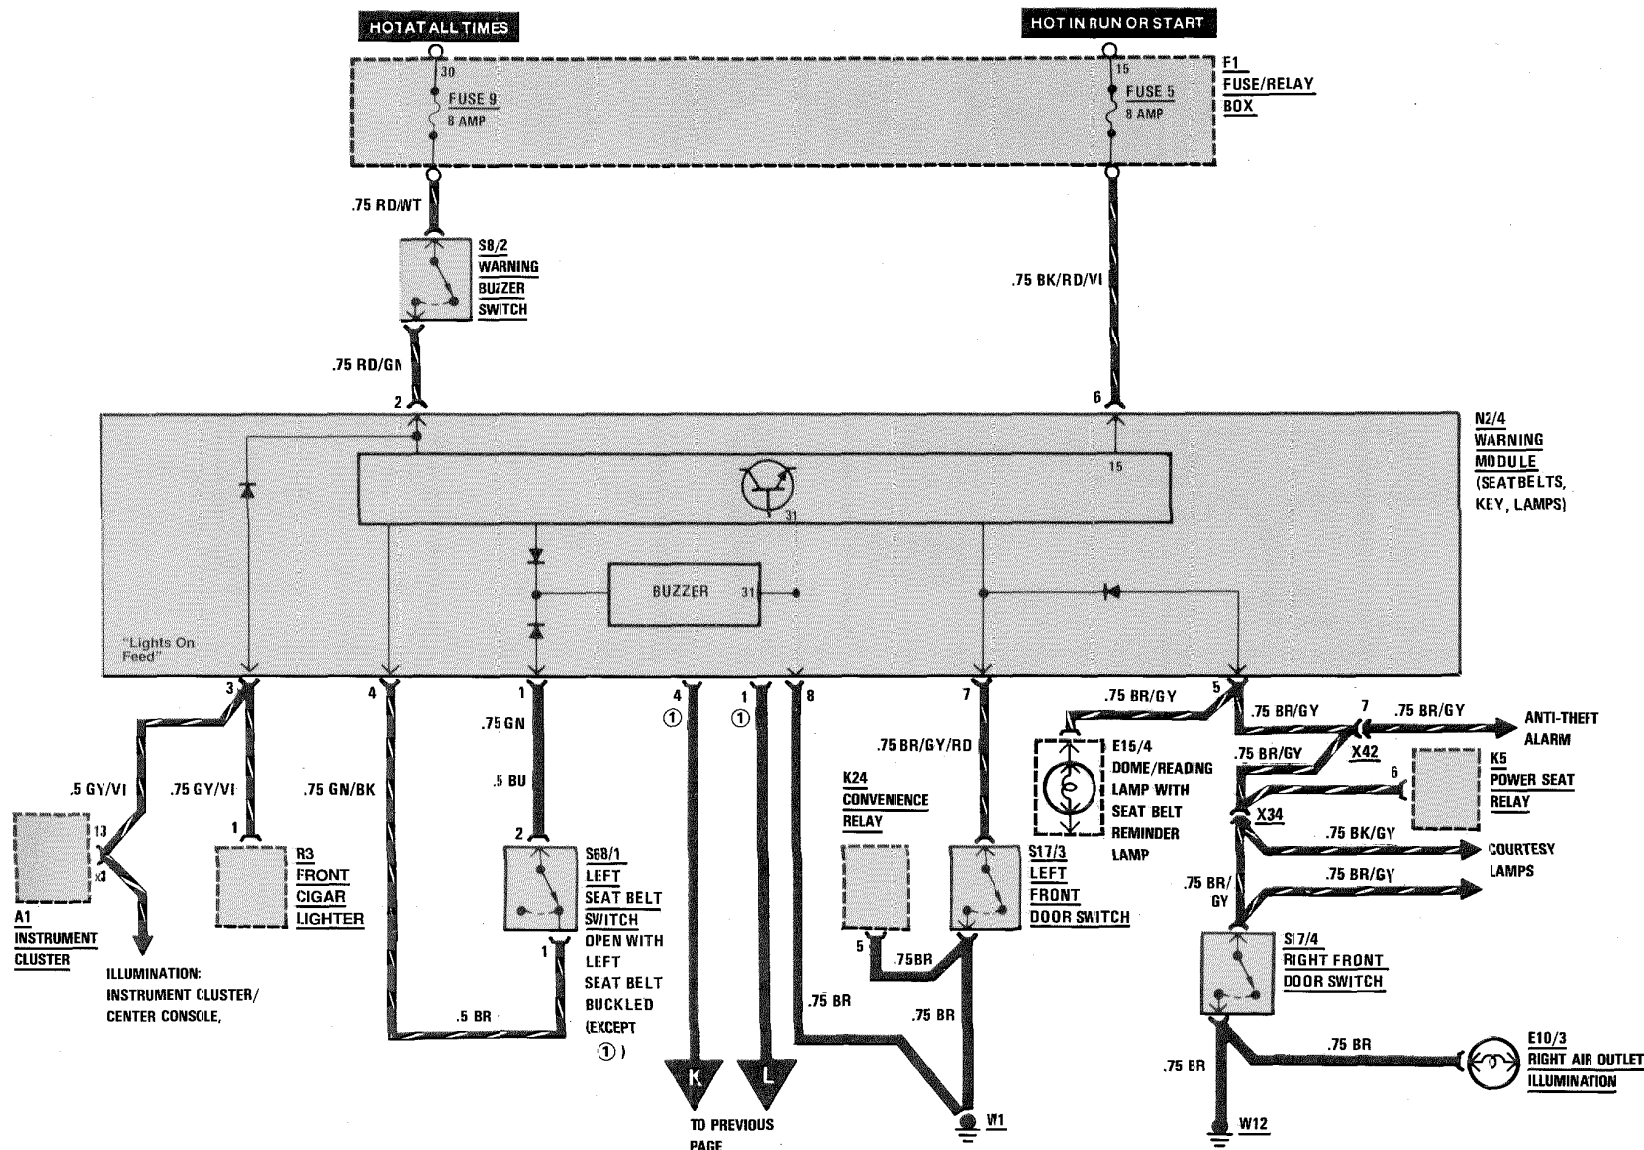 HOT AT ALL TIMES
HOT IN RUN OR START
30
FUSE 9
8 AMP
15
FUSE 5
8 AMP
F1
FUSE/RELAY
BOX
.75 RD/WT
S8/2
WARNING
BUZZER
SWITCH
.75 BK/RD/VI
.75 RD/GN
2
6
N2/4
WARNING
MODULE
(SEATBELTS,
KEY, LAMPS)
15
31
BUZZER
31
"Lights On
Feed"
3
4
1
4
1
8
7
5
①
①
.75 GN
.5 BU
.75 BR/GY/RD
.75 BR/GY
.75 BR/GY
7
.75 BR/GY
ANTI-THEFT
ALARM
X42
.75 BR/GY
.5 GY/VI
.75 GY/VI
.75 GN/BK
K24
CONVENIENCE
RELAY
E15/4
DOME/READING
LAMP WITH
SEAT BELT
REMINDER
LAMP
6
K5
POWER SEAT
RELAY
X34
.75 BK/GY
COURTESY
LAMPS
.75 BR/GY
.75 BR/
GY
13
X3
A1
INSTRUMENT
CLUSTER
1
R3
FRONT
CIGAR
LIGHTER
2
S68/1
LEFT
SEAT BELT
SWITCH
OPEN WITH
LEFT
SEAT BELT
BUCKLED
(EXCEPT
① )
1
S17/3
LEFT
FRONT
DOOR SWITCH
5
.75 BR
S17/4
RIGHT FRONT
DOOR SWITCH
ILLUMINATION:
INSTRUMENT CLUSTER/
CENTER CONSOLE,
.5 BR
.75 BR
.75 BR
.75 BR
.75 BR
E10/3
RIGHT AIR OUTLET
ILLUMINATION
K
L
TO PREVIOUS
PAGE
W1
W12